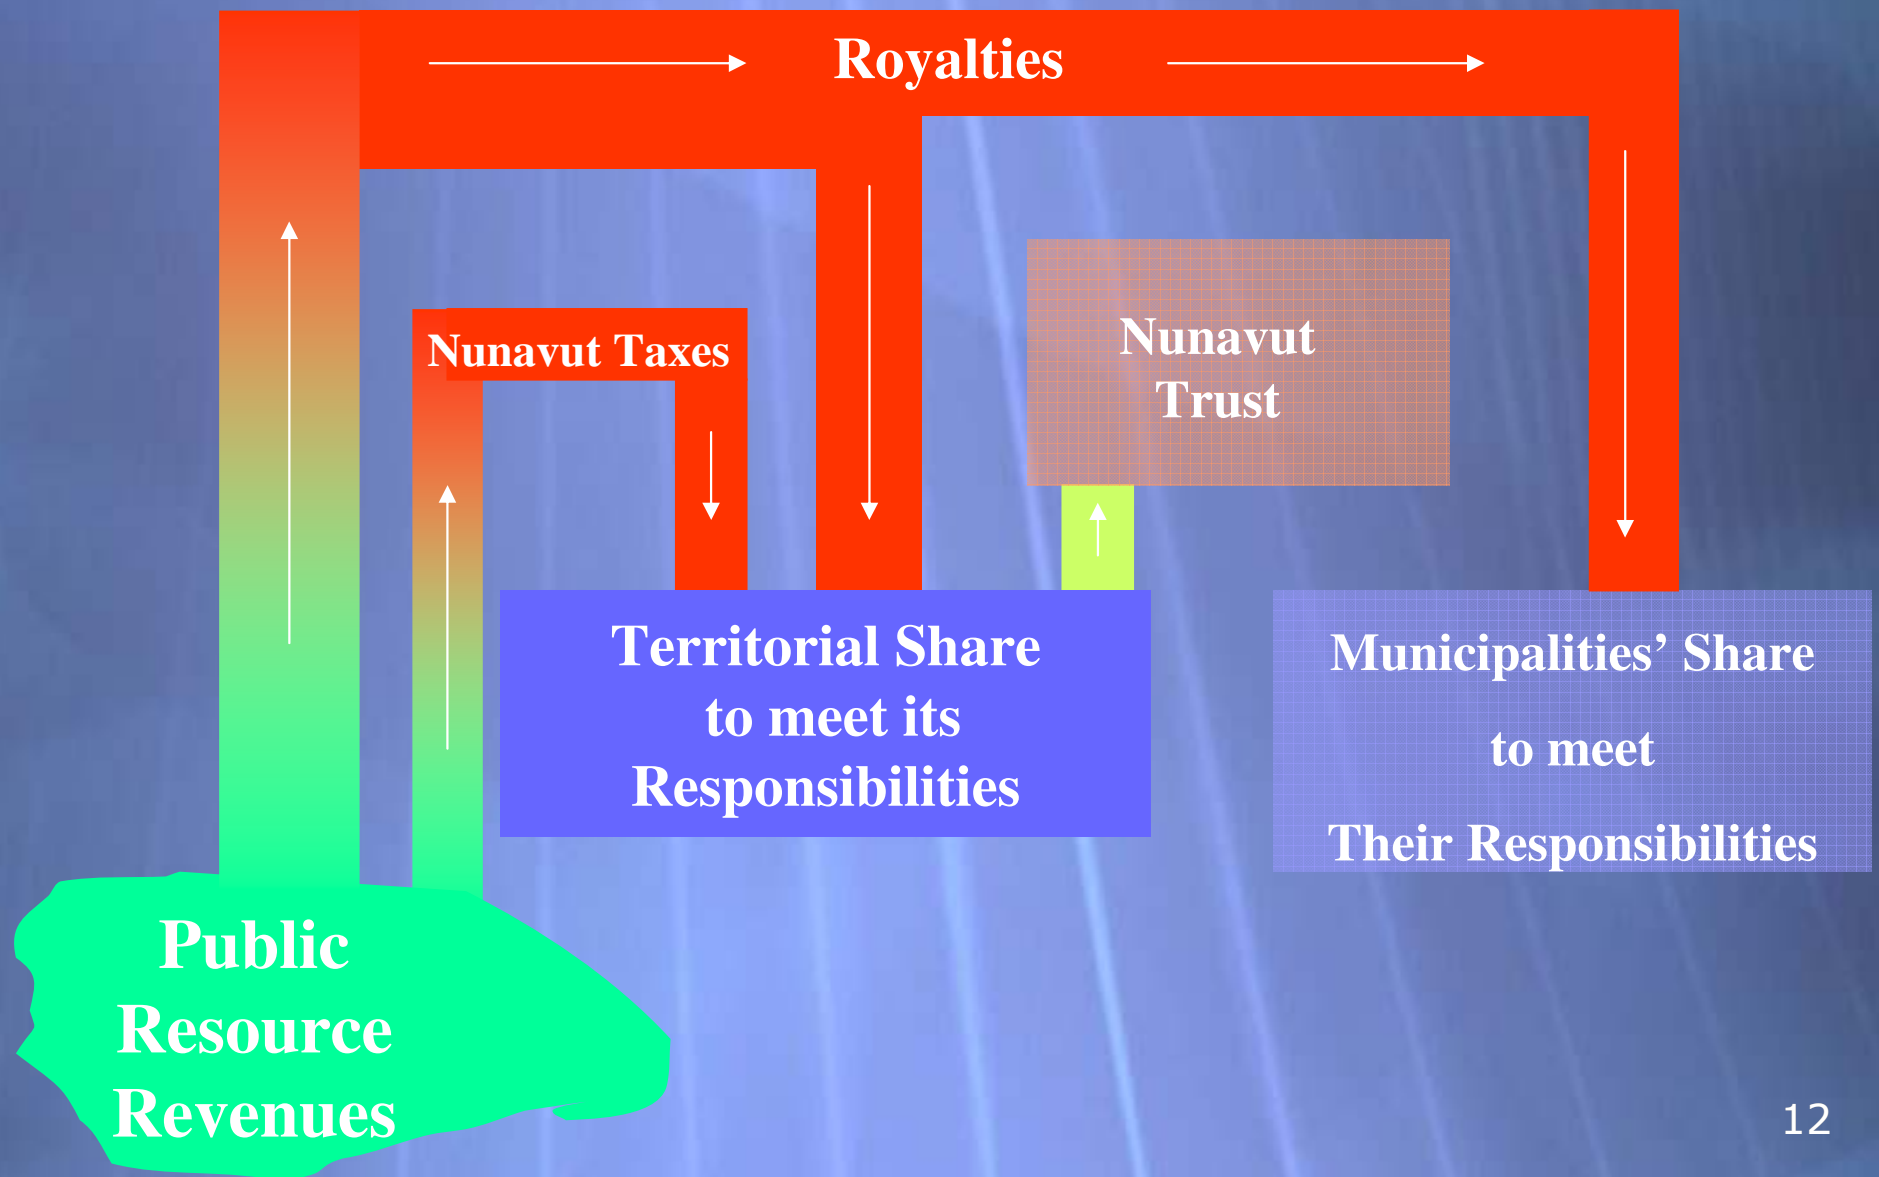 Royalties
Nunavut Taxes
Nunavut
Trust
Territorial Share
to meet its
Responsibilities
Municipalities’ Share
to meet
Their Responsibilities
Public
Resource
Revenues
12